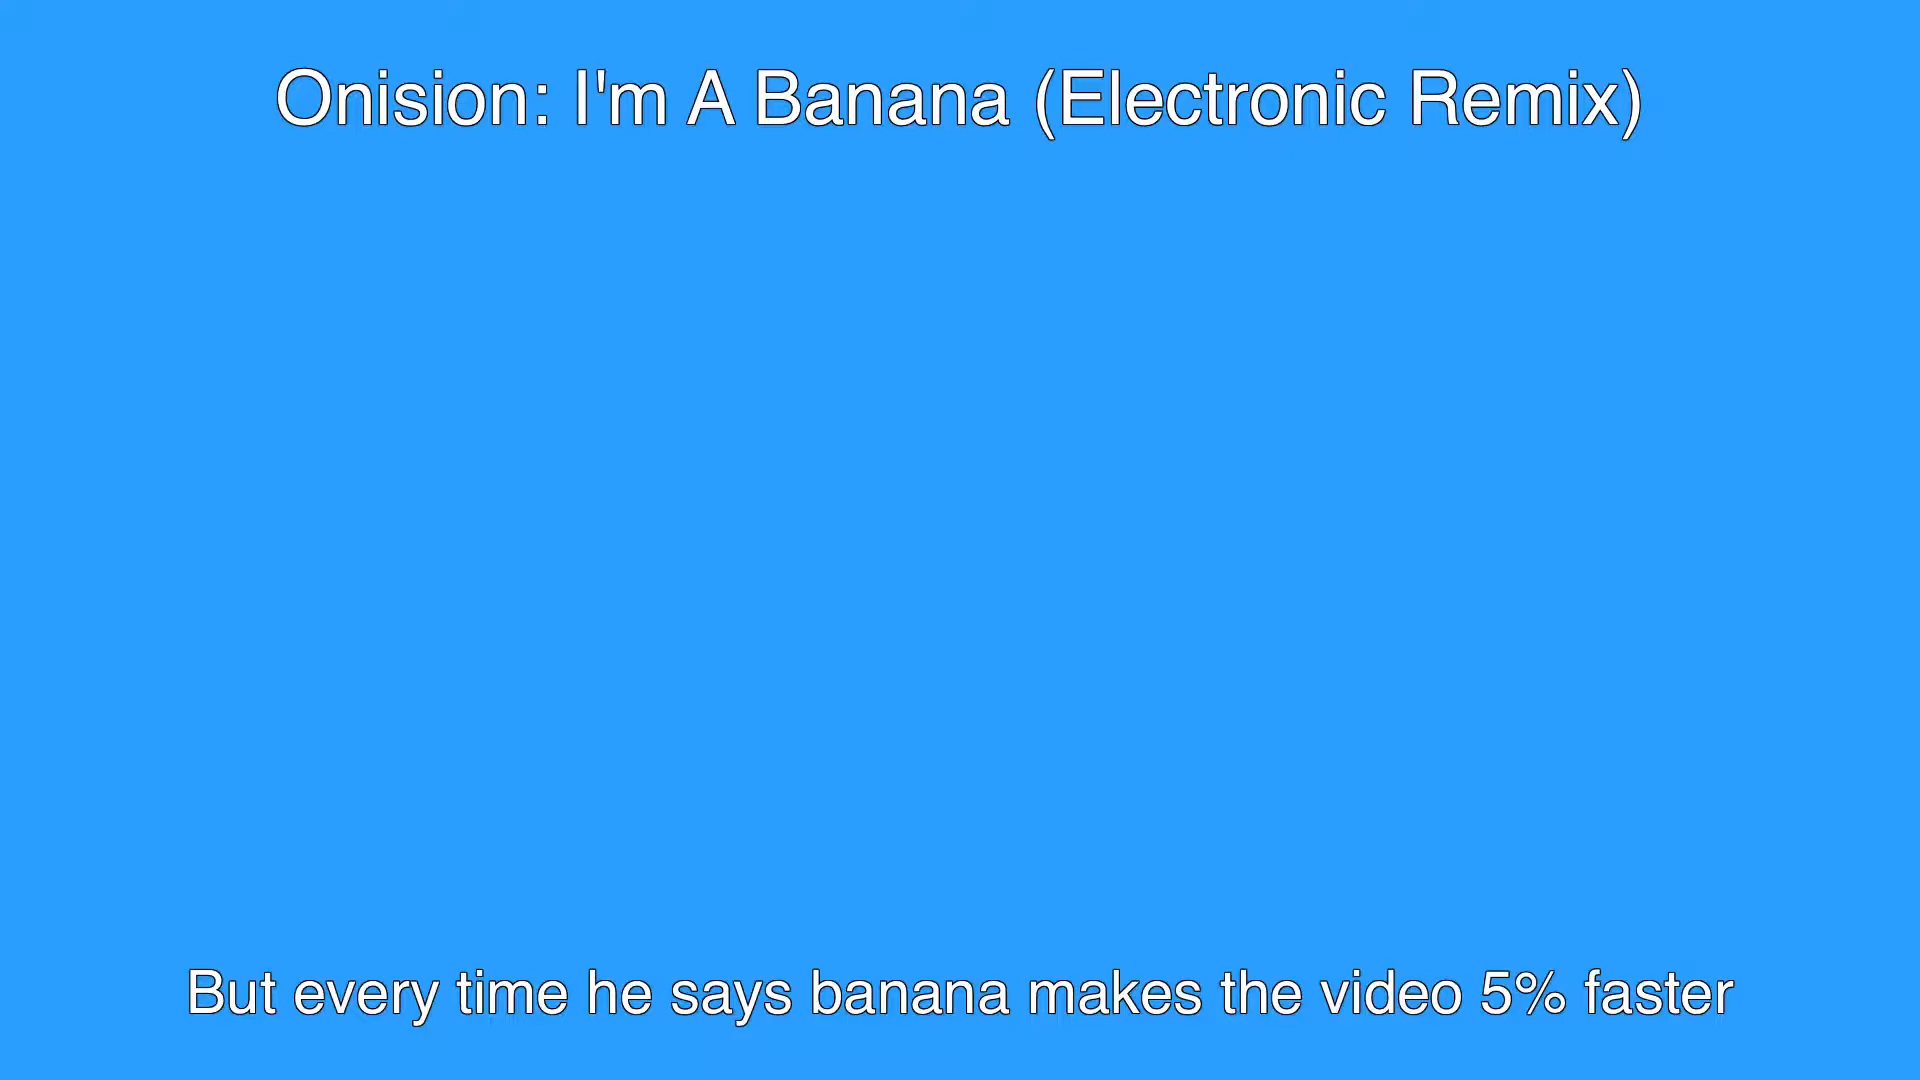 Onision: I'm A Banana (Electronic Remix)
But every time he says banana makes the video 5% faster